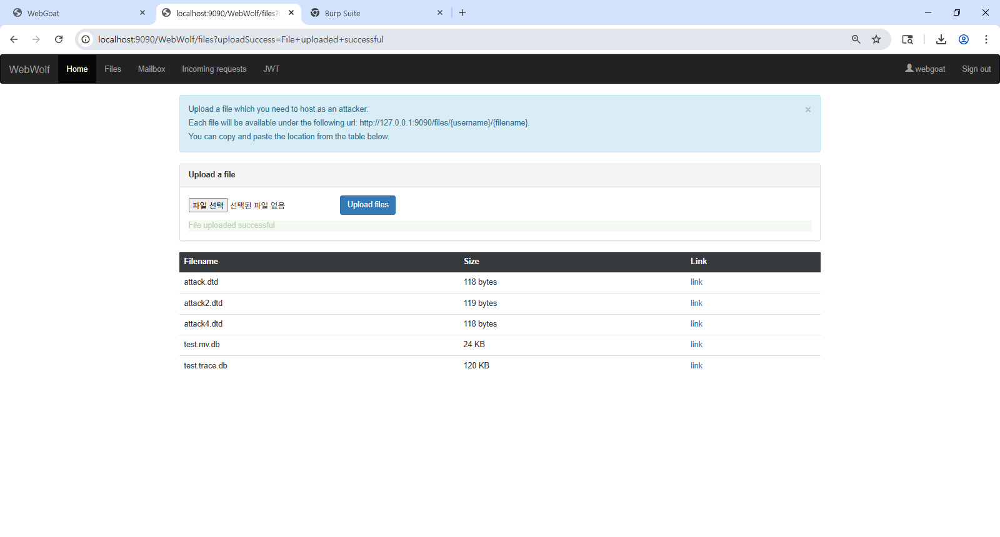 WebGoat
localhost:9090/WebWolf/files?u
Burp Suite
localhost:9090/WebWolf/files?uploadSuccess=File+uploaded+successful
WebWolf Home Files Mailbox Incoming requests JWT webgoat Sign out
Upload a file which you need to host as an attacker. ×
Each file will be available under the following url: http://127.0.0.1:9090/files/{username}/{filename}.
You can copy and paste the location from the table below.
Upload a file
파일 선택 선택된 파일 없음 Upload files
File uploaded successful
Filename Size Link
attack.dtd 118 bytes link
attack2.dtd 119 bytes link
attack4.dtd 118 bytes link
test.mv.db 24 KB link
test.trace.db 120 KB link